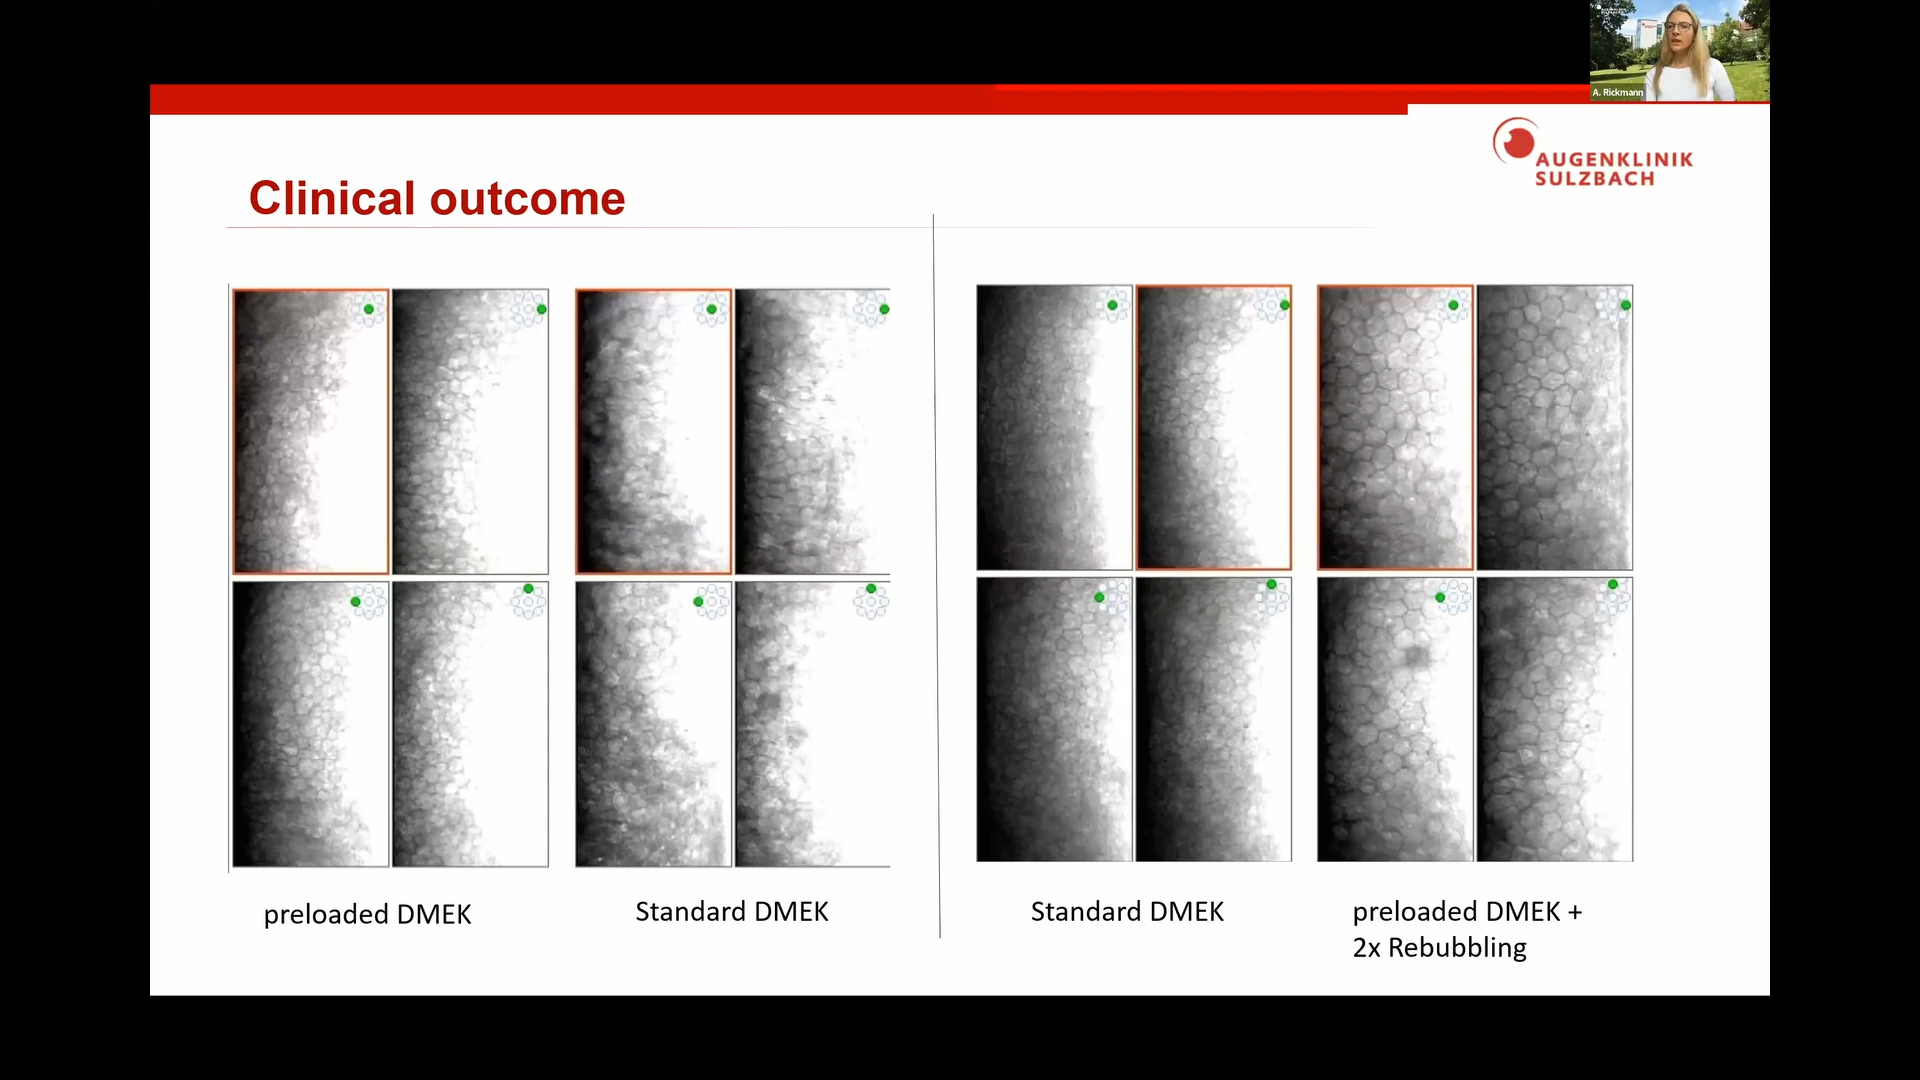 A. Rickmann
AUGENKLINIK
SULZBACH
Clinical outcome
preloaded DMEK
Standard DMEK
Standard DMEK
preloaded DMEK +
2x Rebubbling